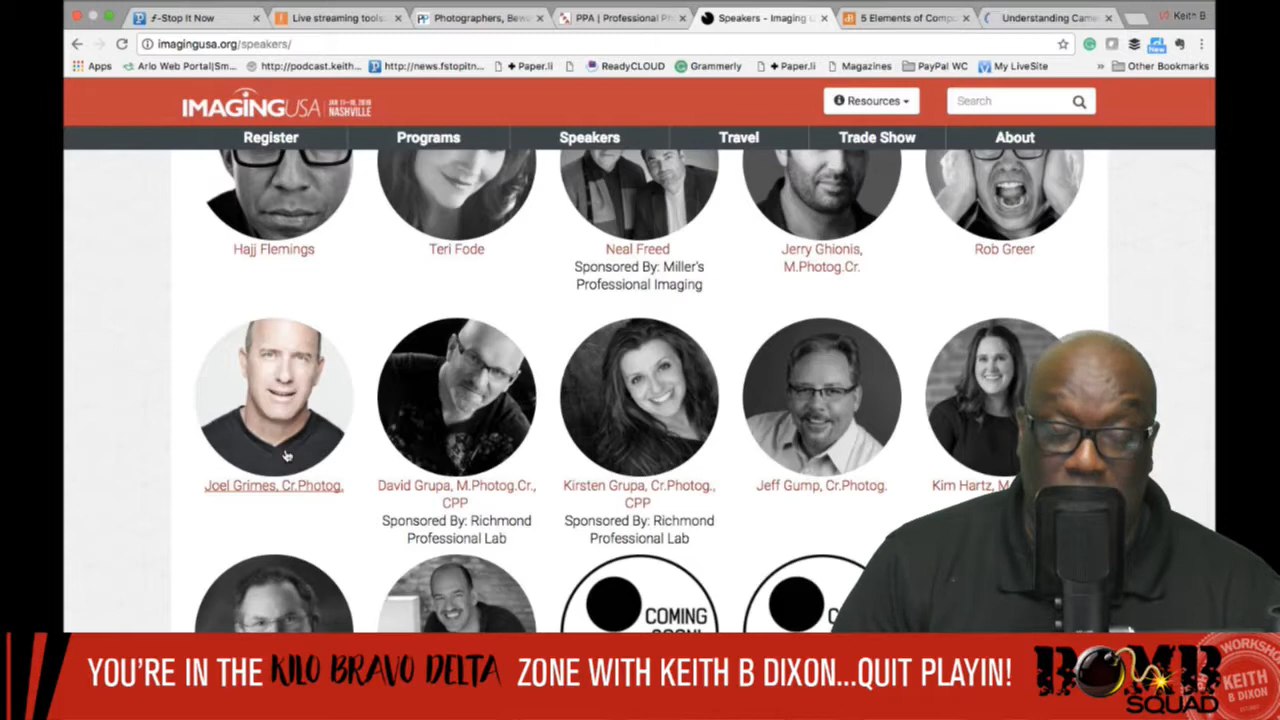 f-Stop It Now
Live streaming tools
Photographers, Bew
PPA | Professional Ph
Speakers - Imaging U
5 Elements of Compo
Understanding Came
Keith B
imagingusa.org/speakers/
New
Apps
Arlo Web Portal|Sm...
http://podcast.keith...
http://news.fstopitn...
Paper.li
ReadyCLOUD
Grammerly
Paper.li
Magazines
PayPal WC
My LiveSite
»
Other Bookmarks
IMAGINGUSA
NASHVILLE
Resources
Search
Register
Programs
Speakers
Travel
Trade Show
About
Hajj Flemings
Teri Fode
Neal Freed
Sponsored By: Miller's
Professional Imaging
Jerry Ghionis,
M.Photog.Cr.
Rob Greer
Joel Grimes, Cr.Photog.
David Grupa, M.Photog.Cr.,
CPP
Sponsored By: Richmond
Professional Lab
Kirsten Grupa, Cr.Photog.,
CPP
Sponsored By: Richmond
Professional Lab
Jeff Gump, Cr.Photog.
Kim Hartz, M
COMING
SOON!
YOU'RE IN THE KILO BRAVO DELTA ZONE WITH KEITH B DIXON...QUIT PLAYIN!
BOMB
SQUAD
WORKSHO
KEITH
B DIXON